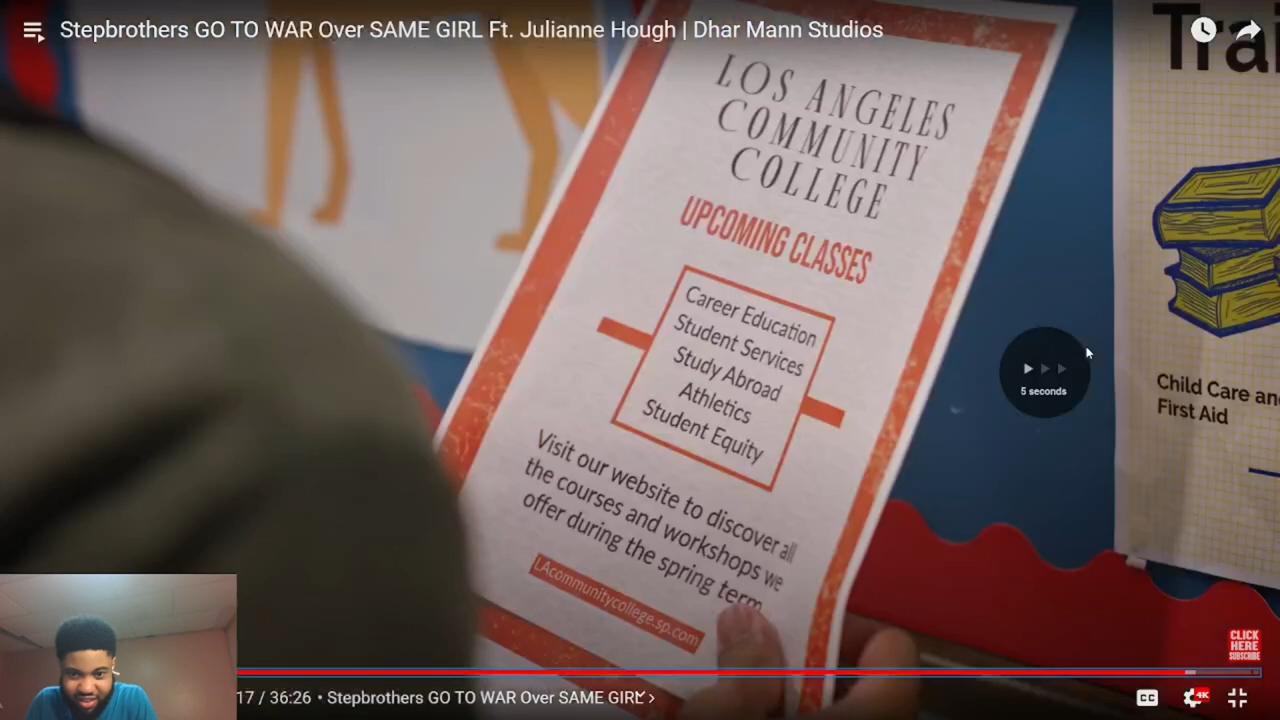 Stepbrothers GO TO WAR Over SAME GIRL Ft. Julianne Hough | Dhar Mann Studios
LOS ANGELES
COMMUNITY
COLLEGE
UPCOMING CLASSES
Career Education
Student Services
Study Abroad
Athletics
Student Equity
Visit our website to discover all
the courses and workshops we
offer during the spring term
LAcommunitycollege.sp.com
5 seconds
Child Care and
First Aid
CLICK
HERE
SUBSCRIBE
17 / 36:26 • Stepbrothers GO TO WAR Over SAME GIRL
CC
4K